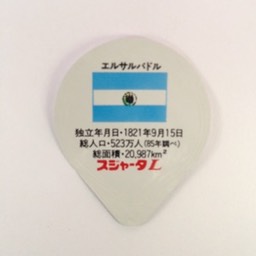 エルサルバドル
独立年月日・1821年9月15日
総人口・523万人(85年調べ)
総面積・20,987km²
スジャータL